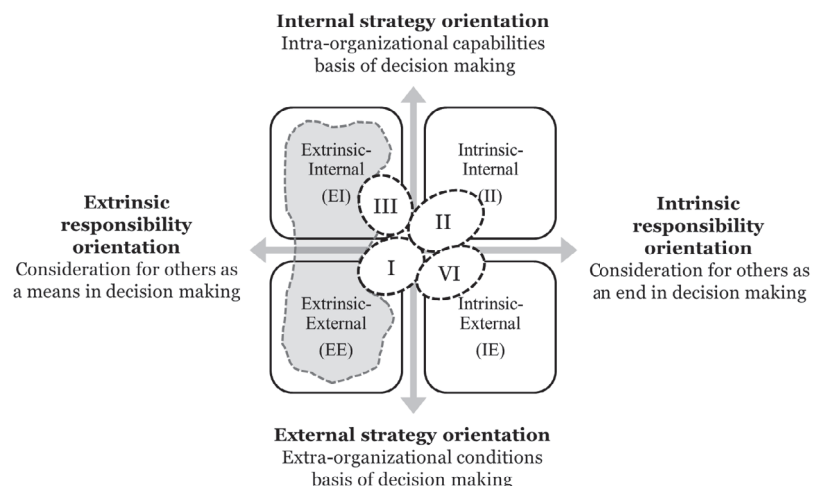 Internal strategy orientation
Intra-organizational capabilities
basis of decision making
Extrinsic-
Internal
(EI)
Intrinsic-
Internal
(II)
III
II
Extrinsic
responsibility
orientation
Consideration for others as
a means in decision making
Intrinsic
responsibility
orientation
Consideration for others as
an end in decision making
I
VI
Extrinsic-
External
(EE)
Intrinsic-
External
(IE)
External strategy orientation
Extra-organizational conditions
basis of decision making